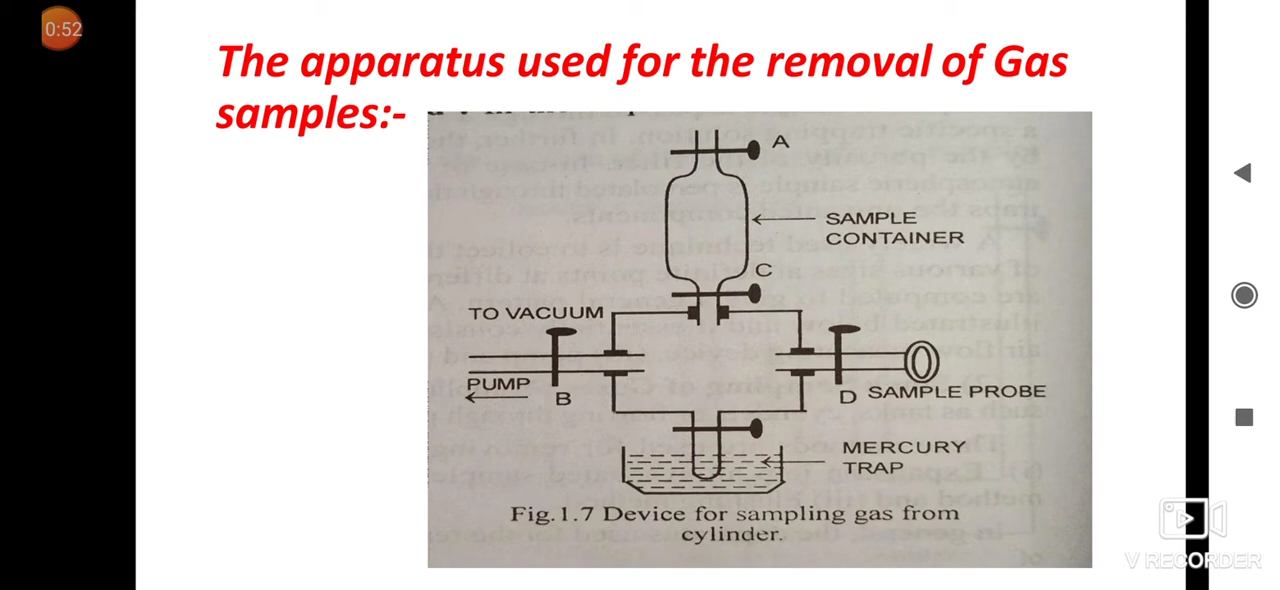 0:52
The apparatus used for the removal of Gas
samples:-
A
SAMPLE
CONTAINER
C
TO VACUUM
PUMP
B
D SAMPLE PROBE
MERCURY
TRAP
Fig.1.7 Device for sampling gas from
cylinder.
V RECORDER